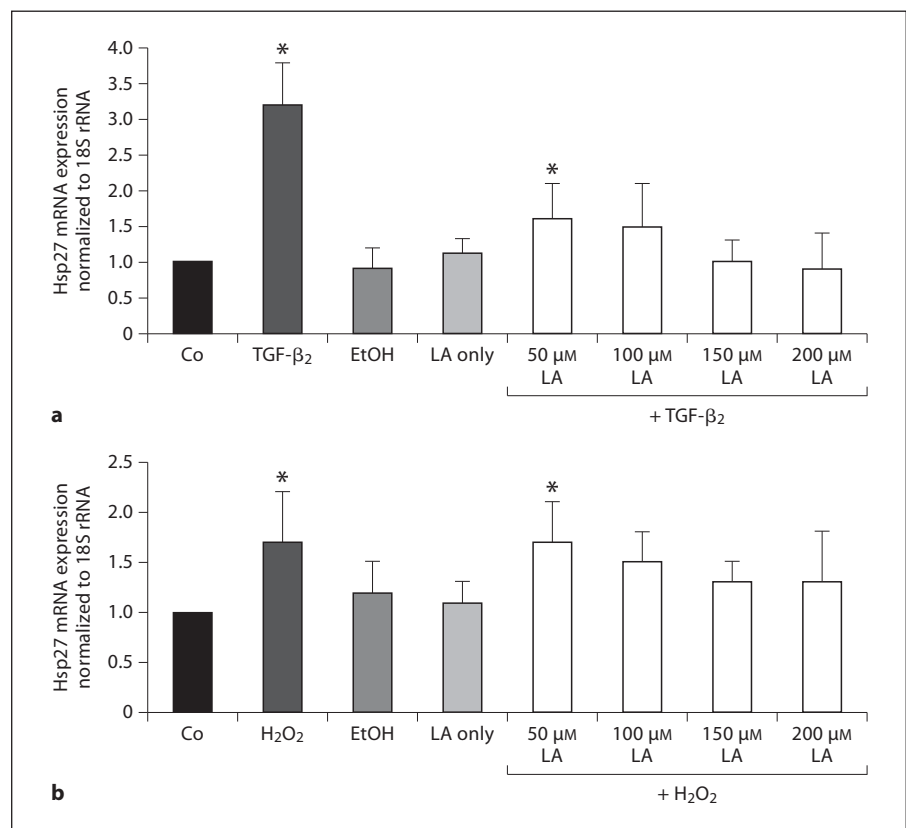 Hsp27 mRNA expression
normalized to 18S rRNA
4.0
3.5
3.0
2.5
2.0
1.5
1.0
0.5
0
*
*
Co
TGF-β₂
EtOH
LA only
50 μM
LA
100 μM
LA
150 μM
LA
200 μM
LA
+ TGF-β₂
a
Hsp27 mRNA expression
normalized to 18S rRNA
2.5
2.0
1.5
1.0
0.5
0
*
*
Co
H₂O₂
EtOH
LA only
50 μM
LA
100 μM
LA
150 μM
LA
200 μM
LA
+ H₂O₂
b